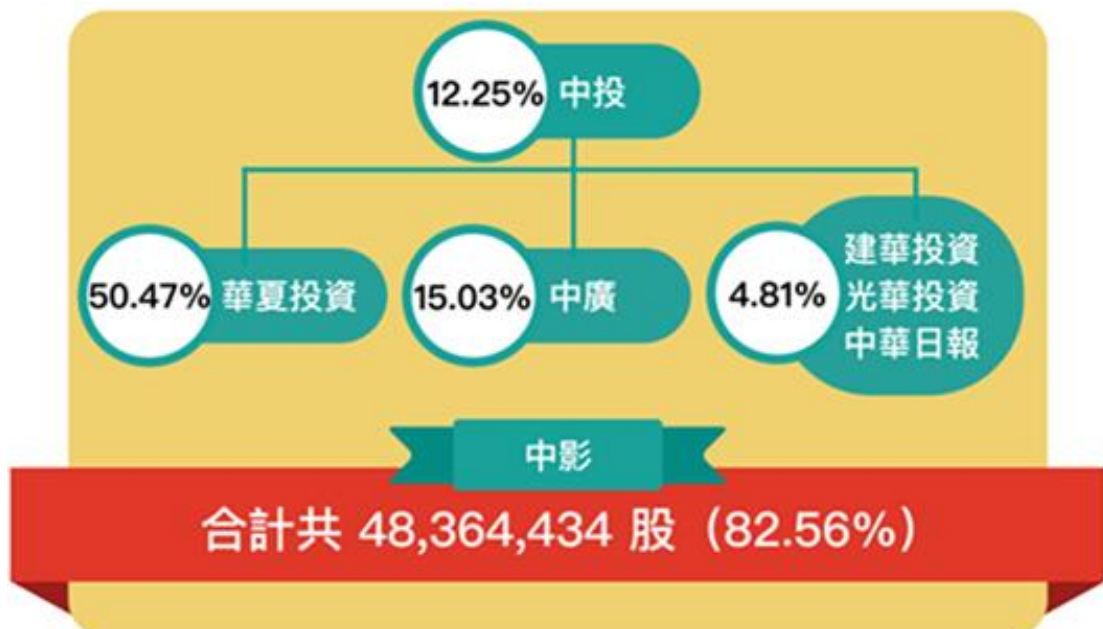 12.25% 中投
50.47% 華夏投資
15.03% 中廣
4.81%
建華投資
光華投資
中華日報
中影
合計共 48,364,434 股（82.56%）